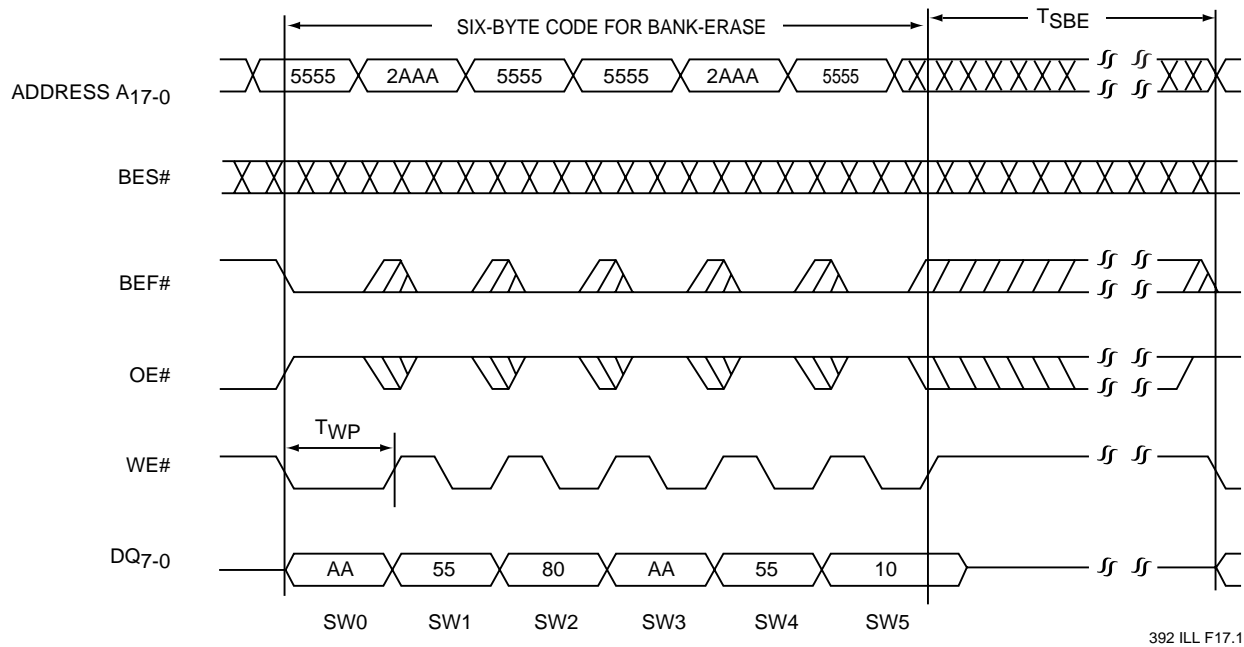 SIX-BYTE CODE FOR BANK-ERASE TSBE
ADDRESS A17-0 5555 2AAA 5555 5555 2AAA 5555
BES#
BEF#
OE#
TWP
WE#
DQ7-0 AA 55 80 AA 55 10
SW0 SW1 SW2 SW3 SW4 SW5
392 ILL F17.1